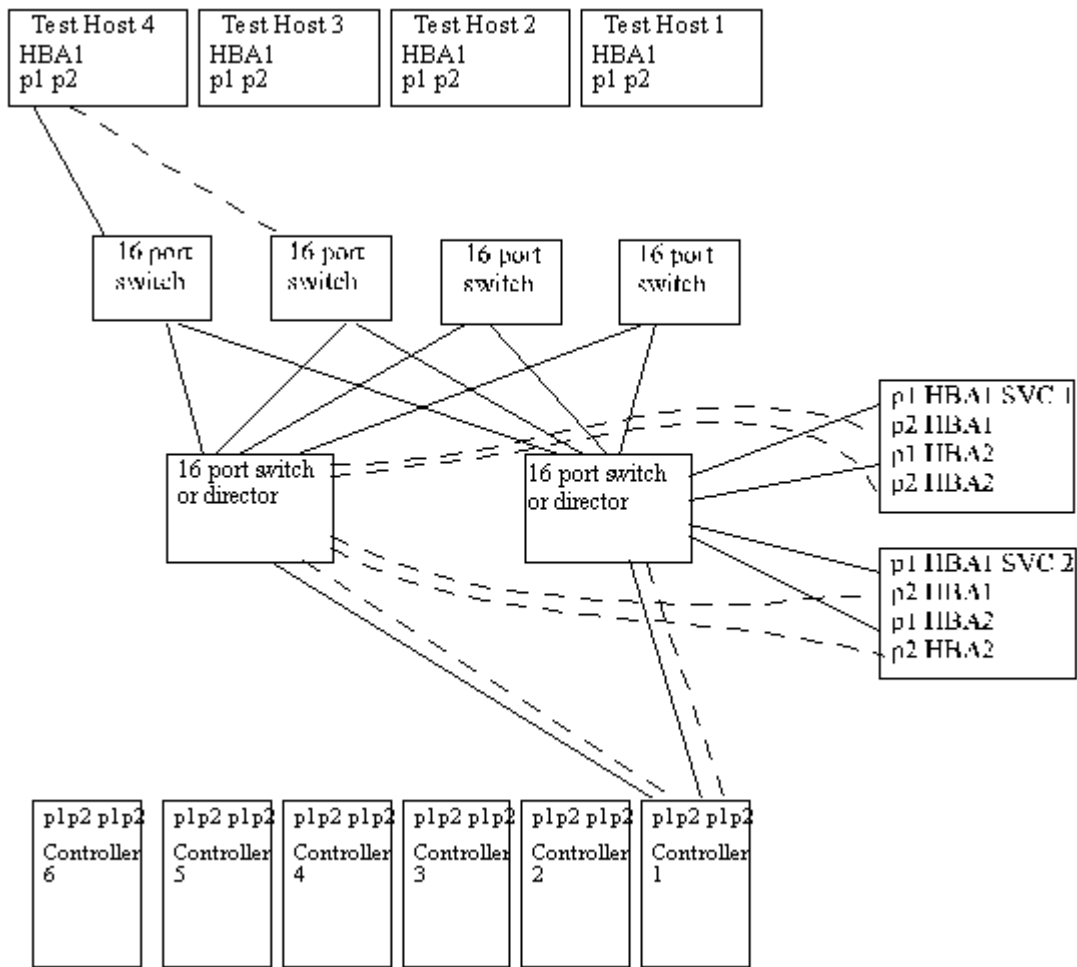 Test Host 4
HBA1
p1 p2
Test Host 3
HBA1
p1 p2
Test Host 2
HBA1
p1 p2
Test Host 1
HBA1
p1 p2
16 port
switch
16 port
switch
16 port
switch
16 port
switch
16 port switch
or director
16 port switch
or director
p1 HBA1 SVC 1
p2 HBA1
p1 HBA2
p2 HBA2
p1 HBA1 SVC 2
p2 HBA1
p1 HBA2
p2 HBA2
p1p2 p1p2
Controller
6
p1p2 p1p2
Controller
5
p1p2 p1p2
Controller
4
p1p2 p1p2
Controller
3
p1p2 p1p2
Controller
2
p1p2 p1p2
Controller
1